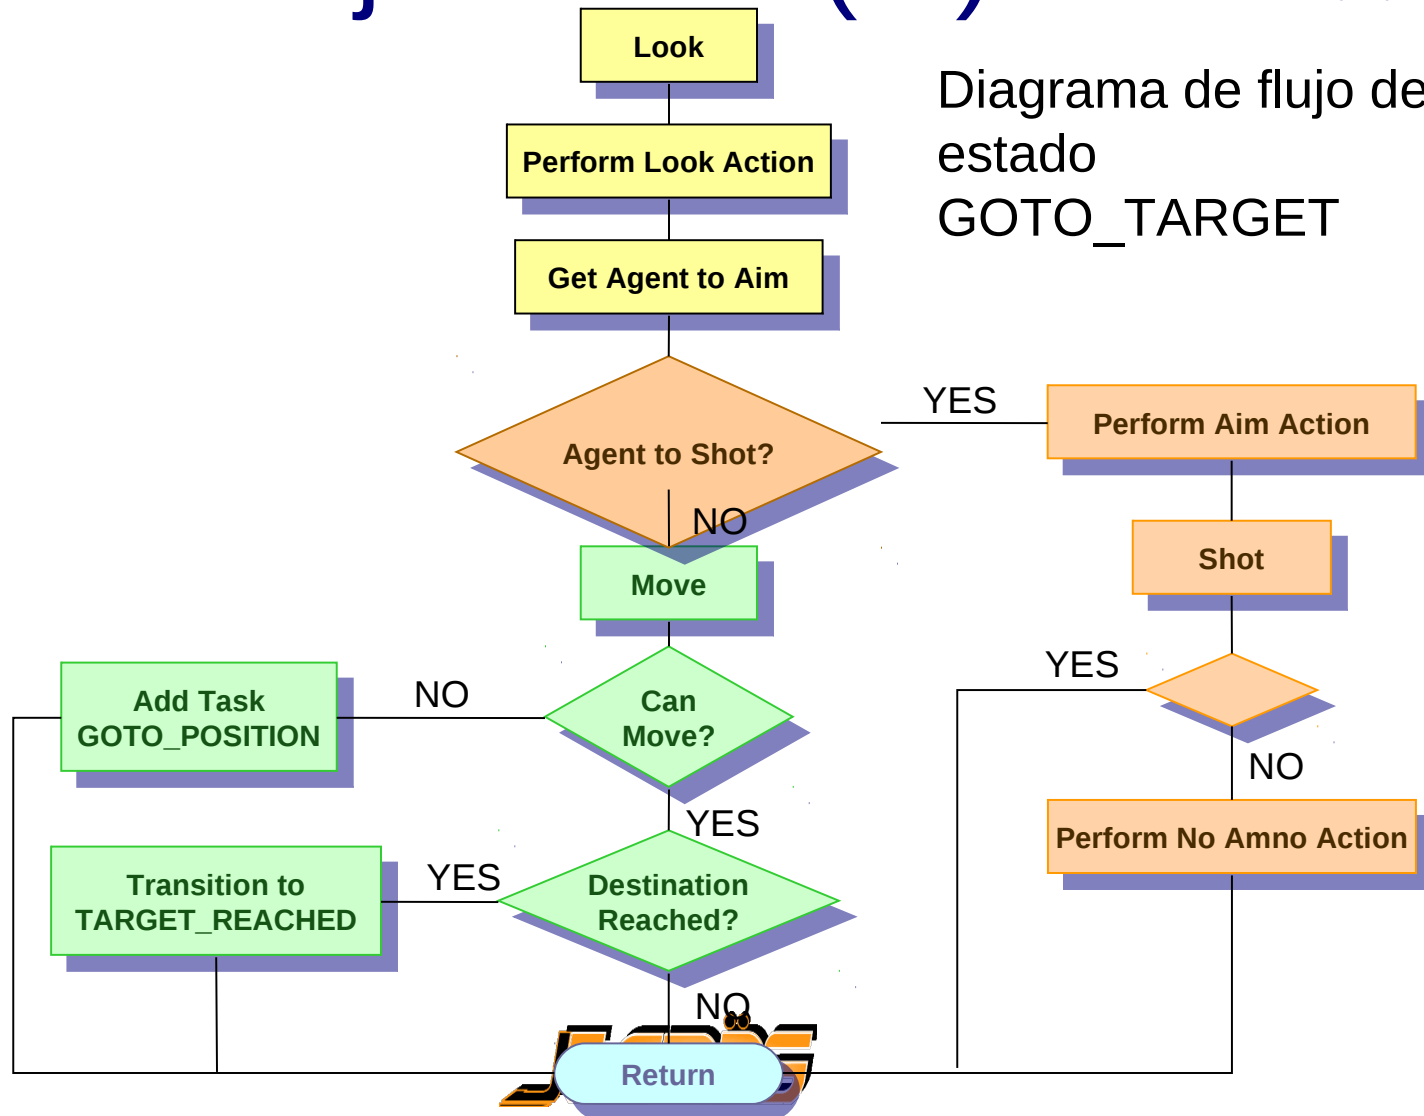 Look
Diagrama de flujo de
estado
GOTO_TARGET
Perform Look Action
Get Agent to Aim
YES
Perform Aim Action
Agent to Shot?
NO
Shot
Move
YES
Add Task
GOTO_POSITION
NO
Can
Move?
NO
YES
Perform No Amno Action
Transition to
TARGET_REACHED
YES
Destination
Reached?
NO
Return